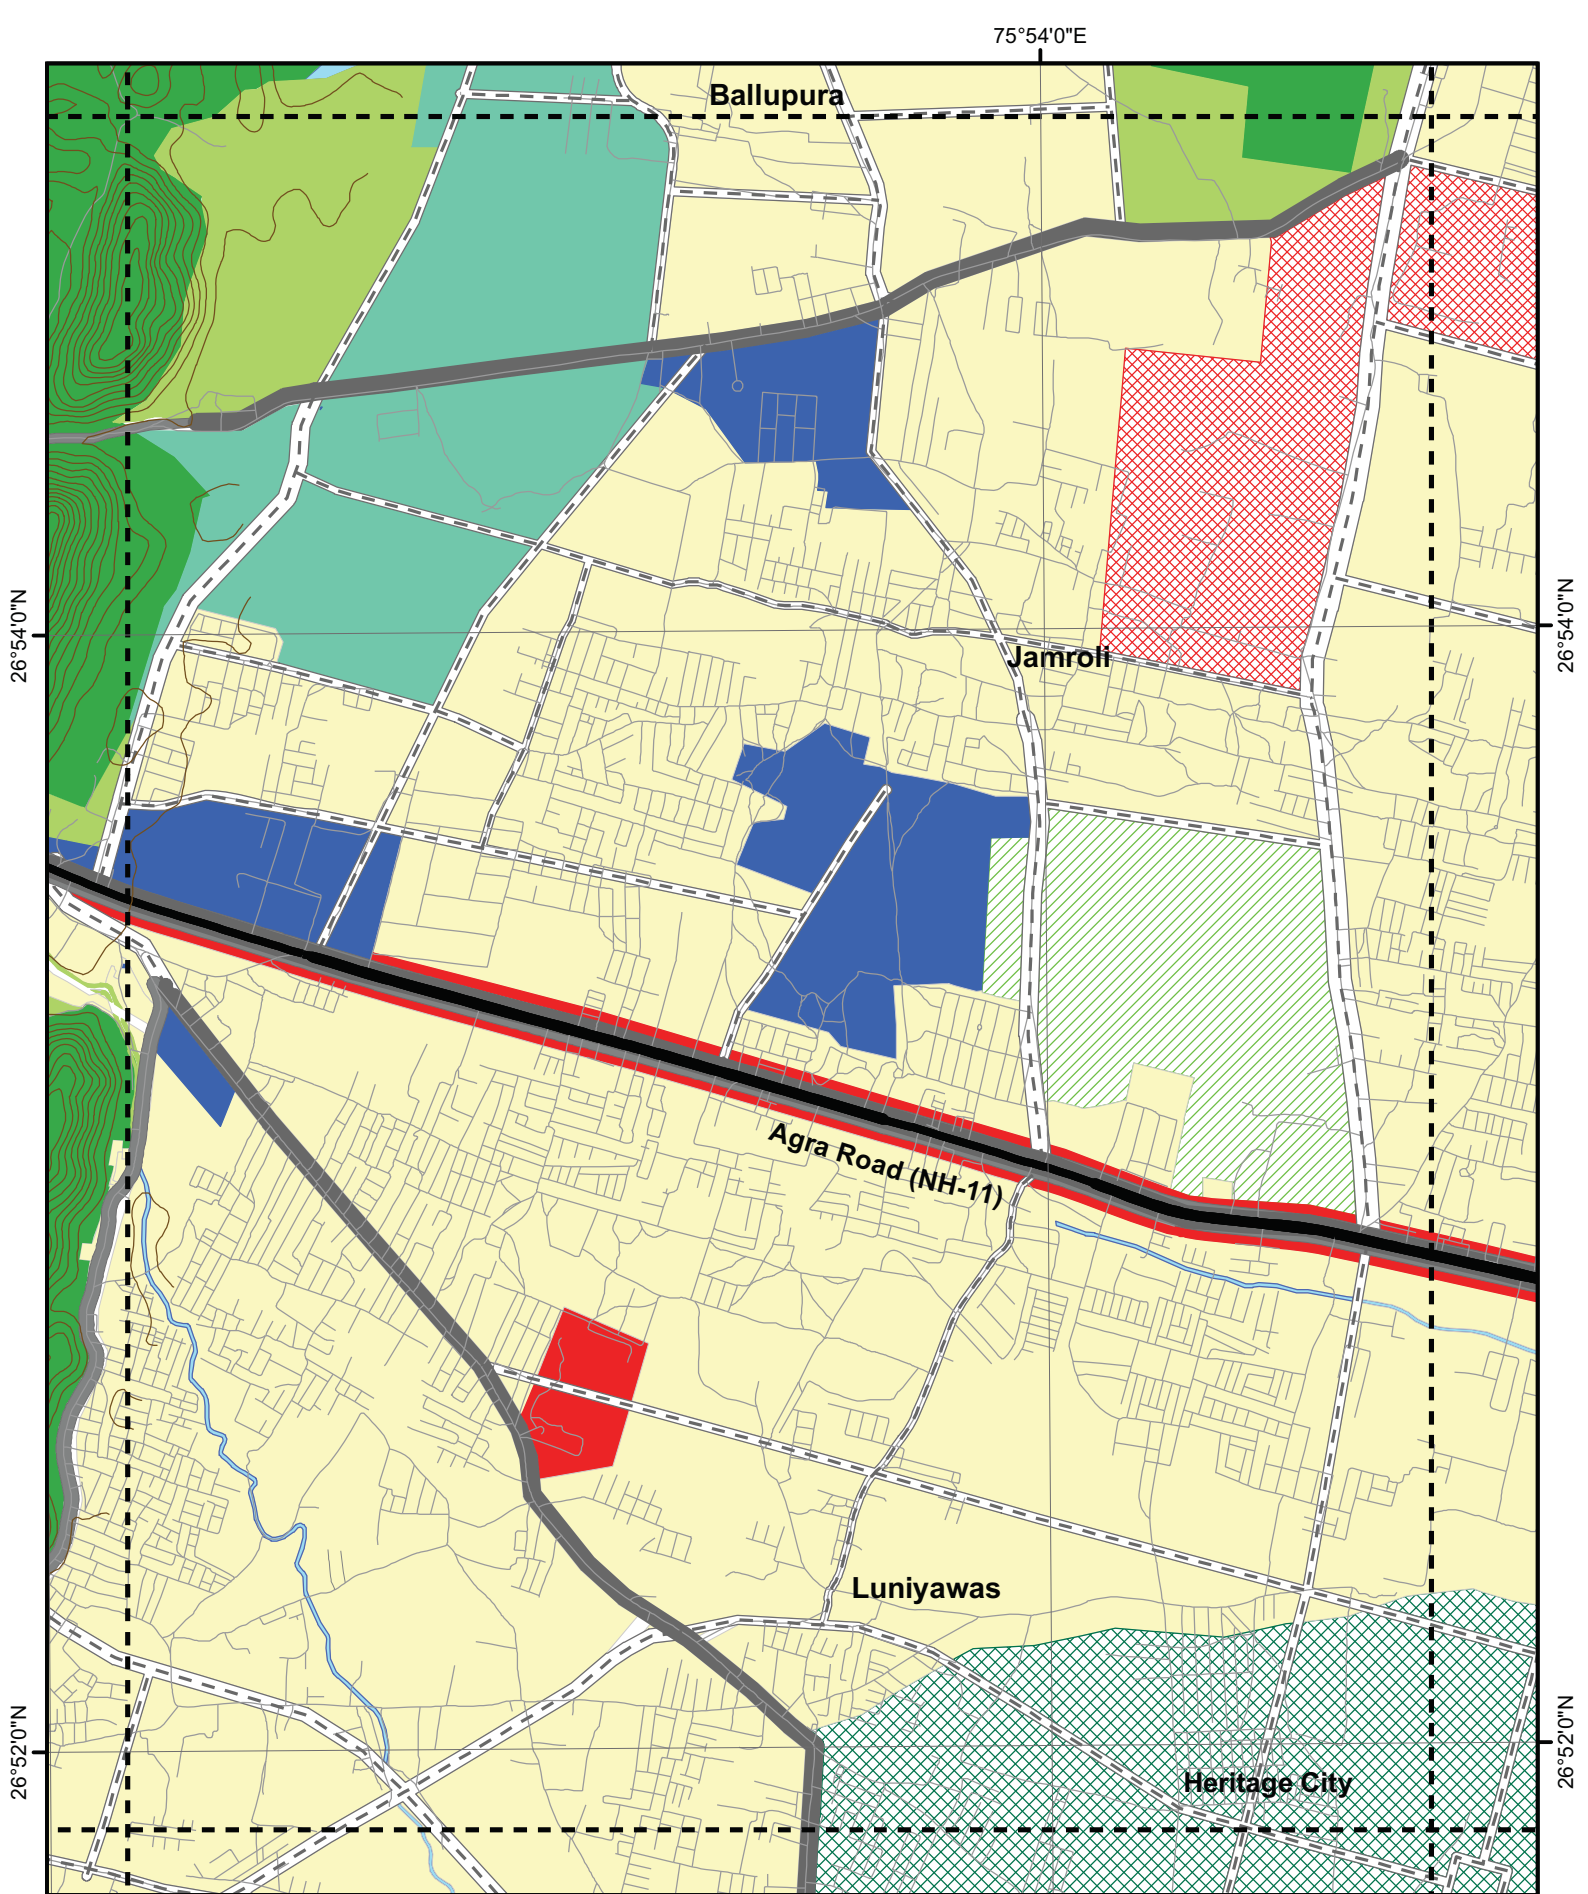 75°54'0"E
Ballupura
26°54'0"N
26°54'0"N
Jamroli
Agra Road (NH-11)
Luniyawas
26°52'0"N
26°52'0"N
Heritage City